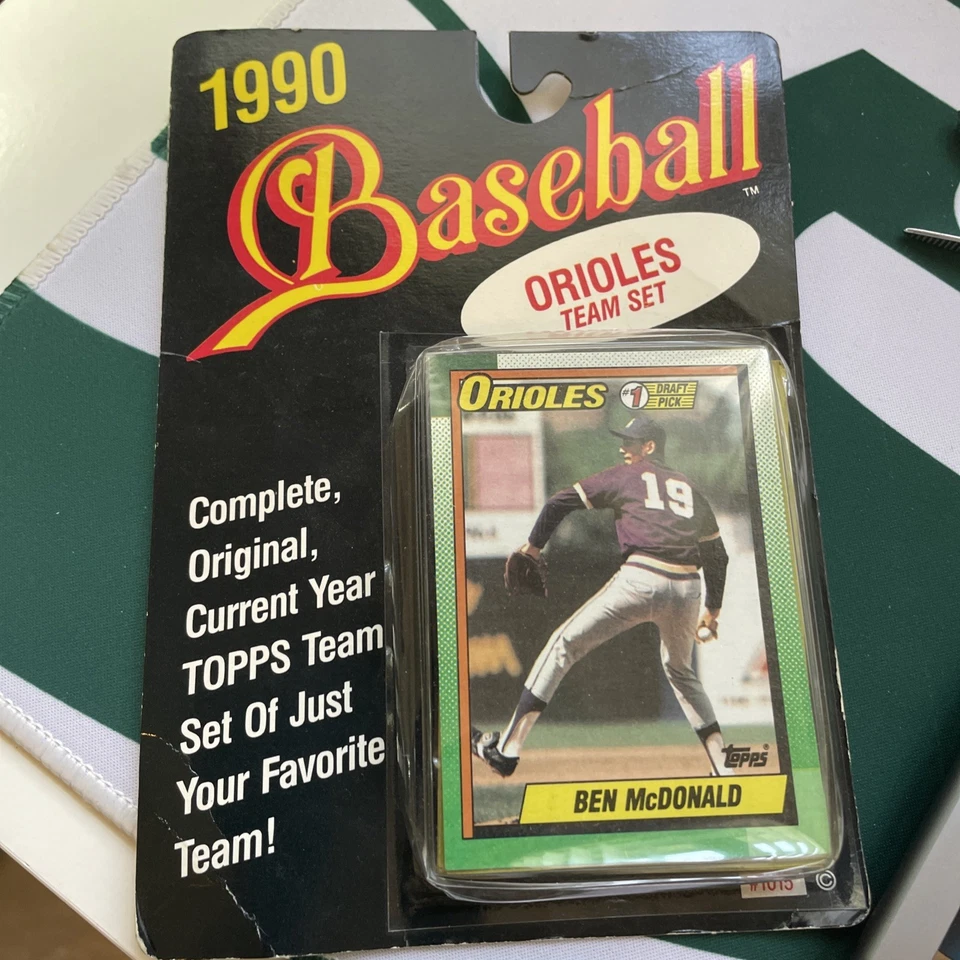 1990
Baseball
TM
ORIOLES
TEAM SET
ORIOLES #1 DRAFT
PICK
19
Complete,
Original,
Current Year
TOPPS Team
Set Of Just
Your Favorite
Team!
TOPPS®
BEN McDONALD
#1015 ©